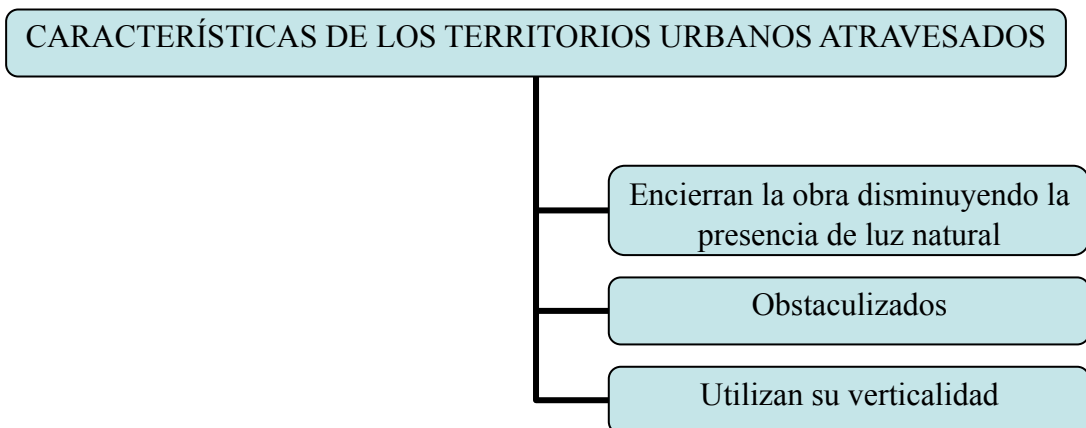 CARACTERÍSTICAS DE LOS TERRITORIOS URBANOS ATRAVESADOS
Encierran la obra disminuyendo la
presencia de luz natural
Obstaculizados
Utilizan su verticalidad